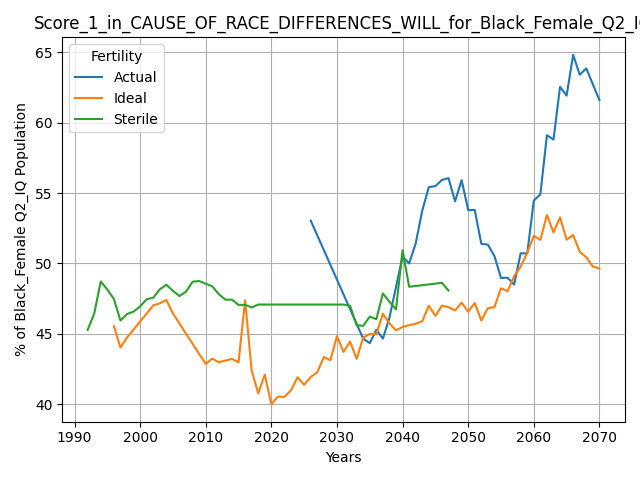 Score_1_in_CAUSE_OF_RACE_DIFFERENCES_WILL_for_Black_Female_Q2_I
Fertility
Actual
Ideal
Sterile
% of Black_Female Q2_IQ Population
65
60
55
50
45
40
1990
2000
2010
2020
2030
2040
2050
2060
2070
Years